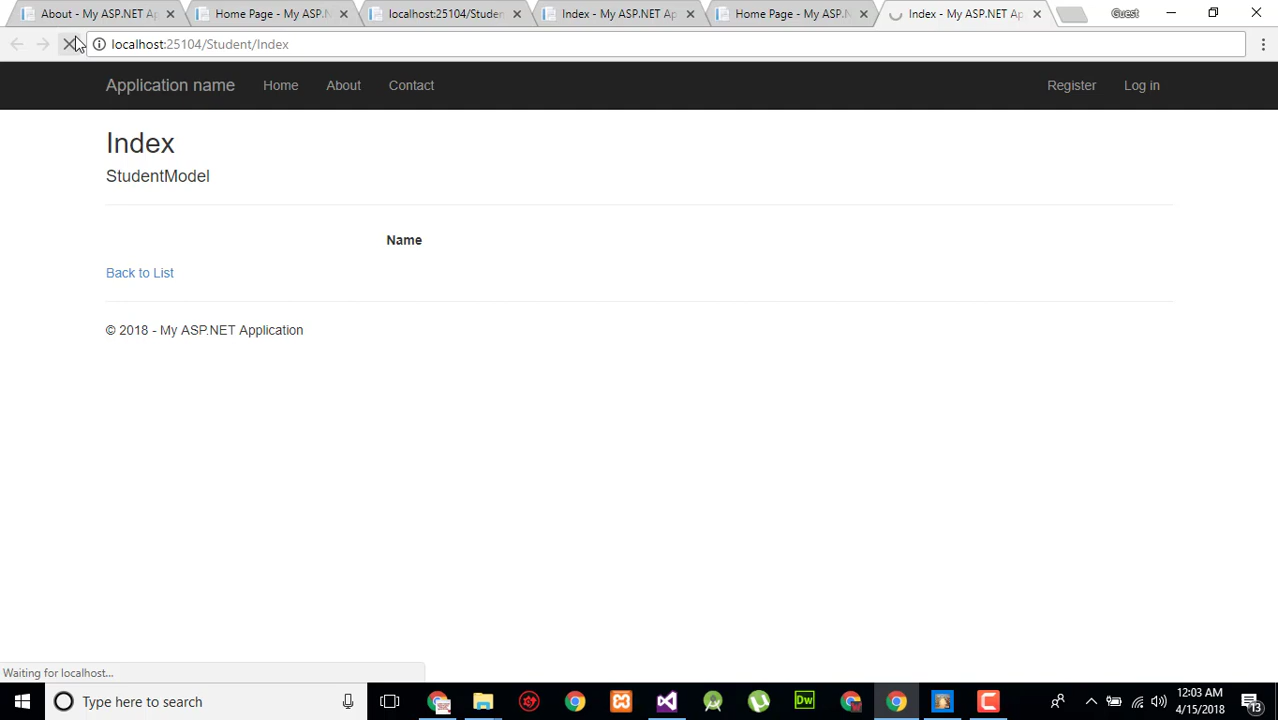 About - My ASP.NET Ap
Home Page - My ASP.N
localhost:25104/Studen
Index - My ASP.NET Ap
Home Page - My ASP.N
Index - My ASP.NET Ap
Guest
localhost:25104/Student/Index
Application name
Home
About
Contact
Register
Log in
Index
StudentModel
Name
Back to List
© 2018 - My ASP.NET Application
Waiting for localhost...
Type here to search
Dw
12:03 AM
4/15/2018
13